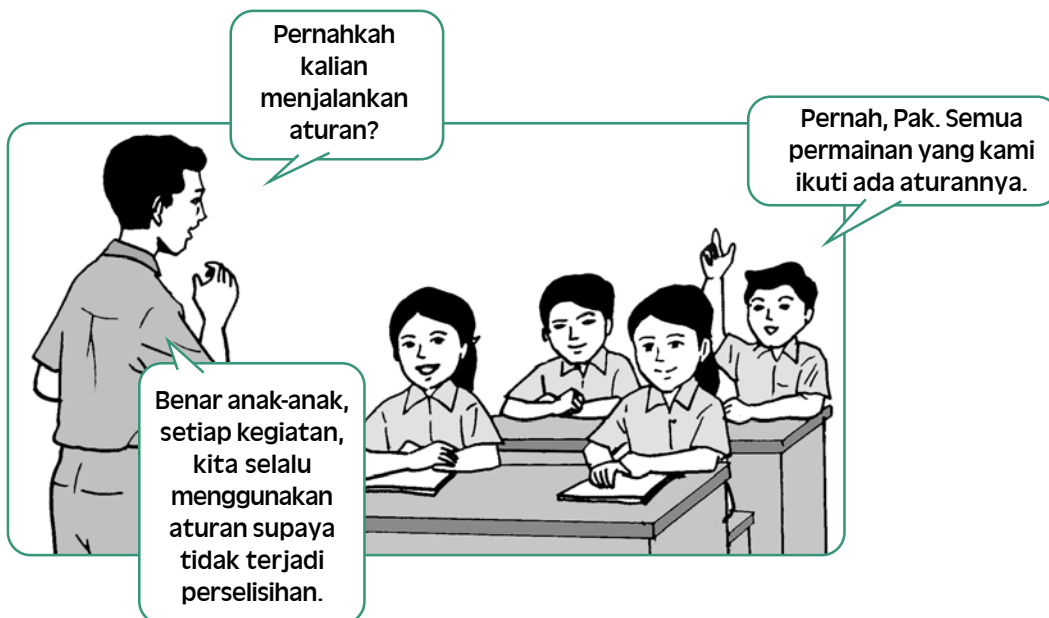 Pernahkah
kalian
menjalankan
aturan?
Pernah, Pak. Semua
permainan yang kami
ikuti ada aturannya.
Benar anak-anak,
setiap kegiatan,
kita selalu
menggunakan
aturan supaya
tidak terjadi
perselisihan.